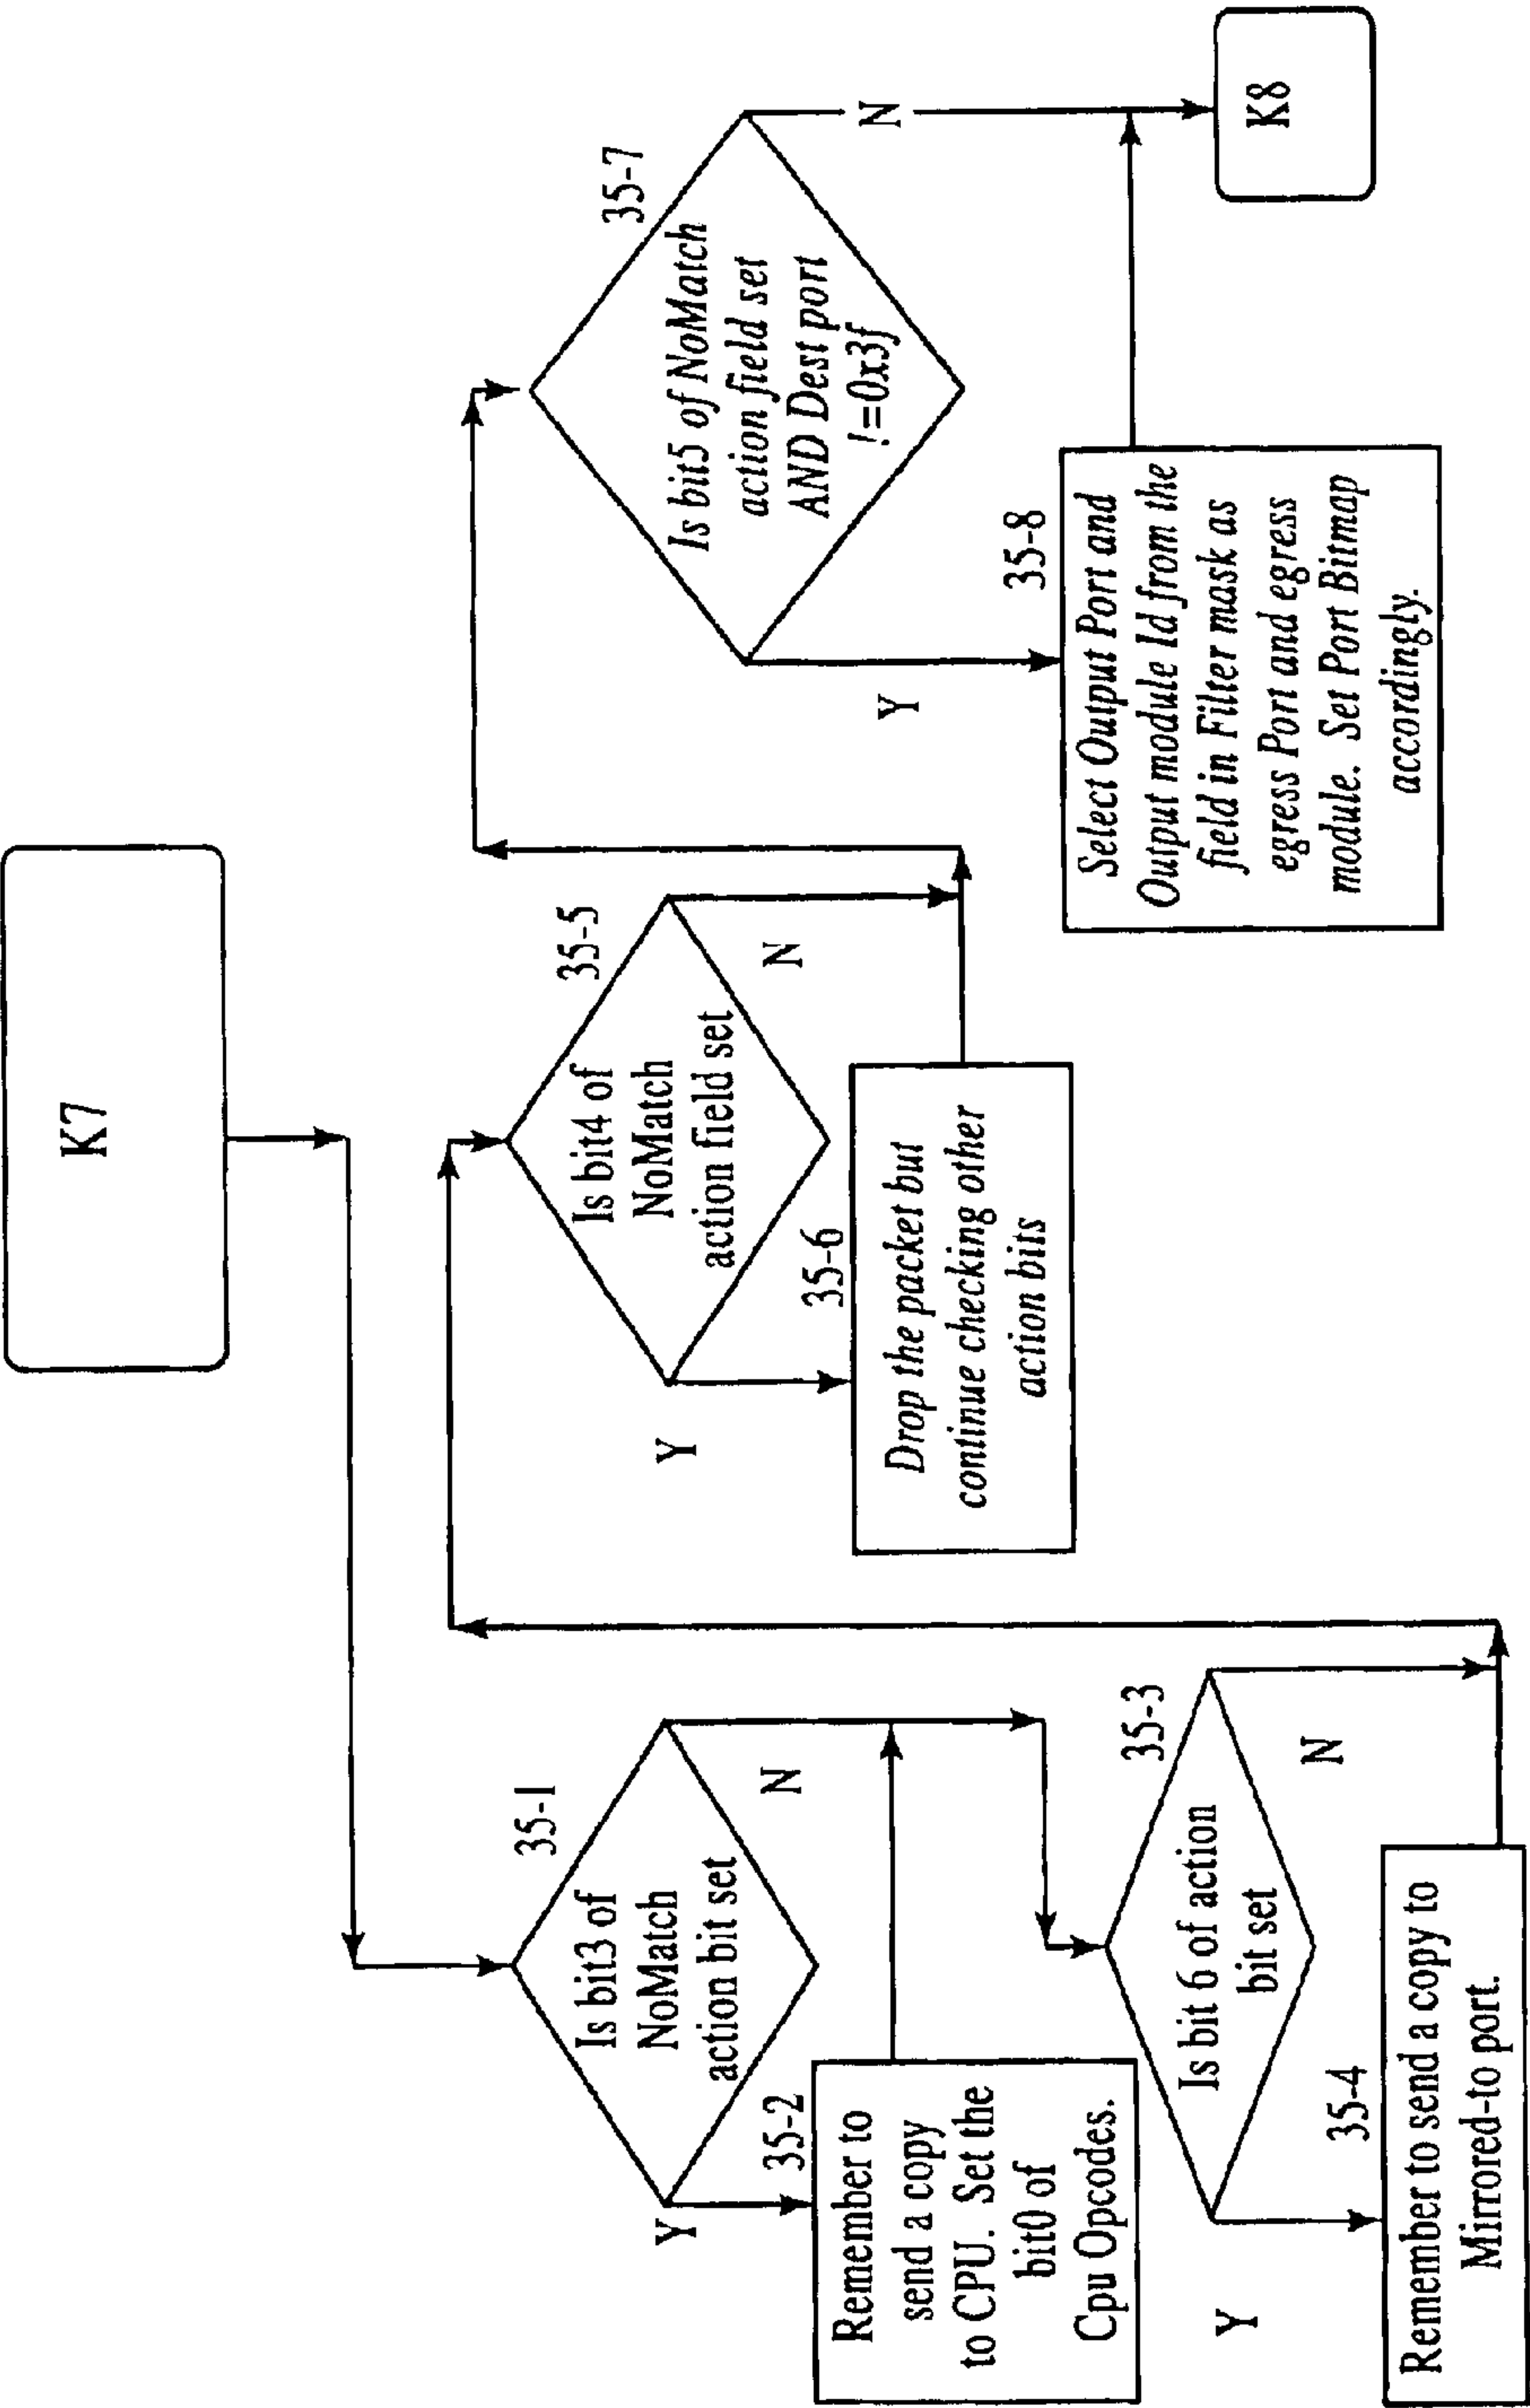 K7
35-1
Is bit3 of
NoMatch
action bit set
Y
N
35-2
Remember to
send a copy
to CPU. Set the
bit0 of
Cpu Opcodes.
35-3
Is bit 6 of action
bit set
Y
N
35-4
Remember to send a copy to
Mirrored-to port.
35-5
Is bit4 of
NoMatch
action field set
Y
N
35-6
Drop the packet but
continue checking other
action bits
35-7
Is bit5 of NoMatch
action field set
AND Dest port
!=0x3f
Y
N
35-8
Select Output Port and
Output module Id from the
field in Filter mask as
egress Port and egress
module. Set Port Bitmap
accordingly.
K8